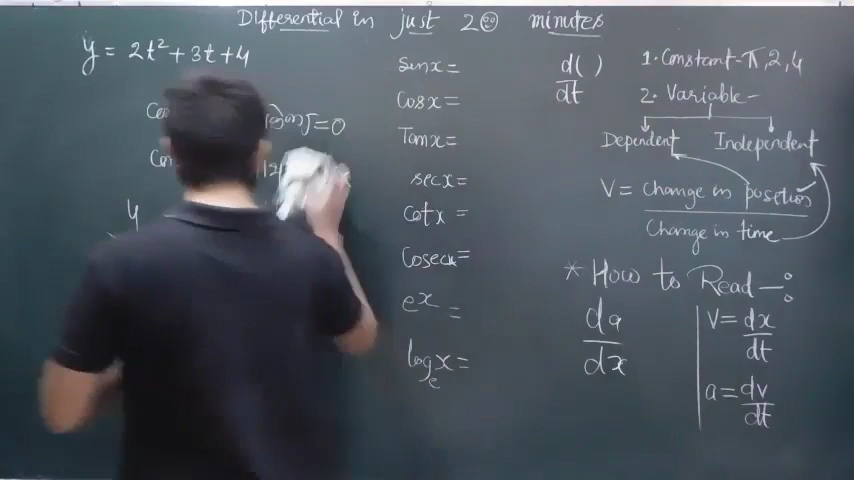 Differential in just 20 minutes
y = 2t² + 3t + 4
= 0
4
sinx =
Cosx =
Tanx =
secx =
Cotx =
Cosecx =
eˣ =
logₑx =
d( )
dt
1. Constant - π, 2, 4
2. Variable -
Dependent Independent
V = Change in position
Change in time
* How to Read —:
da
dx
V = dx
dt
a = dv
dt